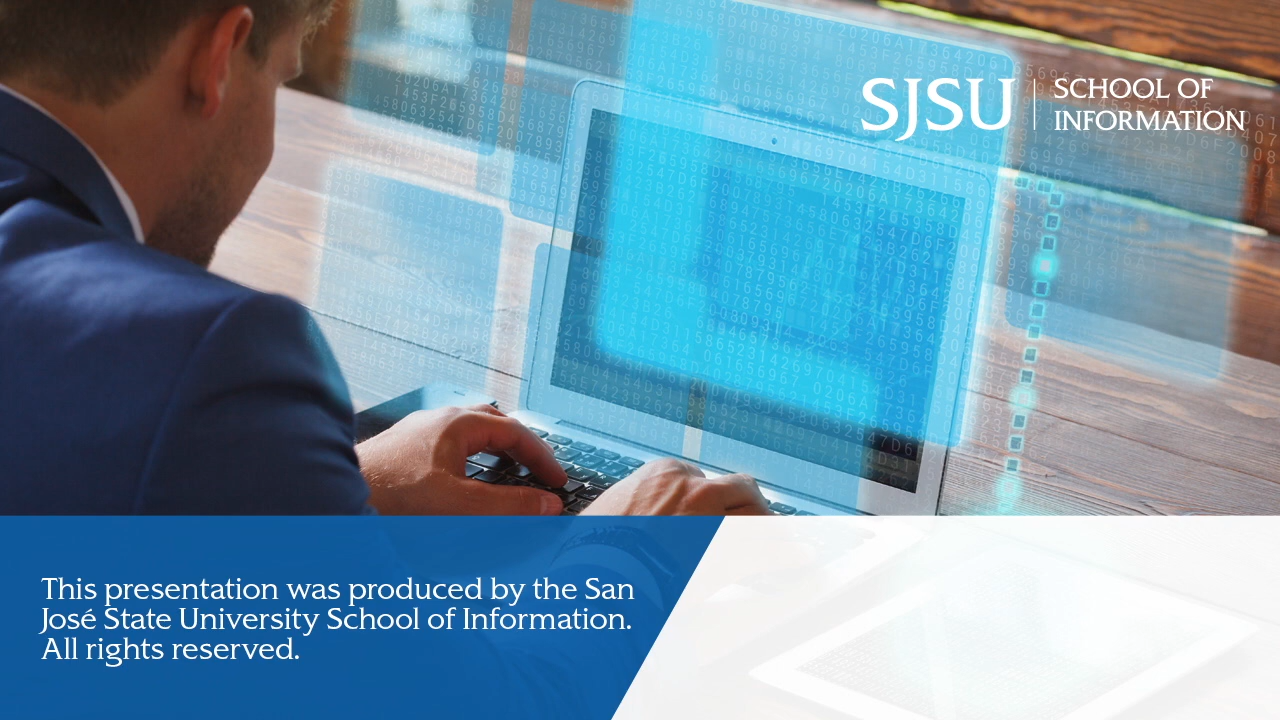 SJSU
SCHOOL OF
INFORMATION
This presentation was produced by the San
José State University School of Information.
All rights reserved.